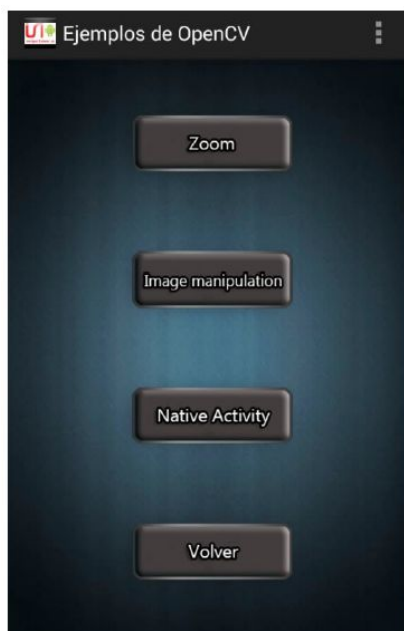 Ejemplos de OpenCV
Zoom
Image manipulation
Native Activity
Volver